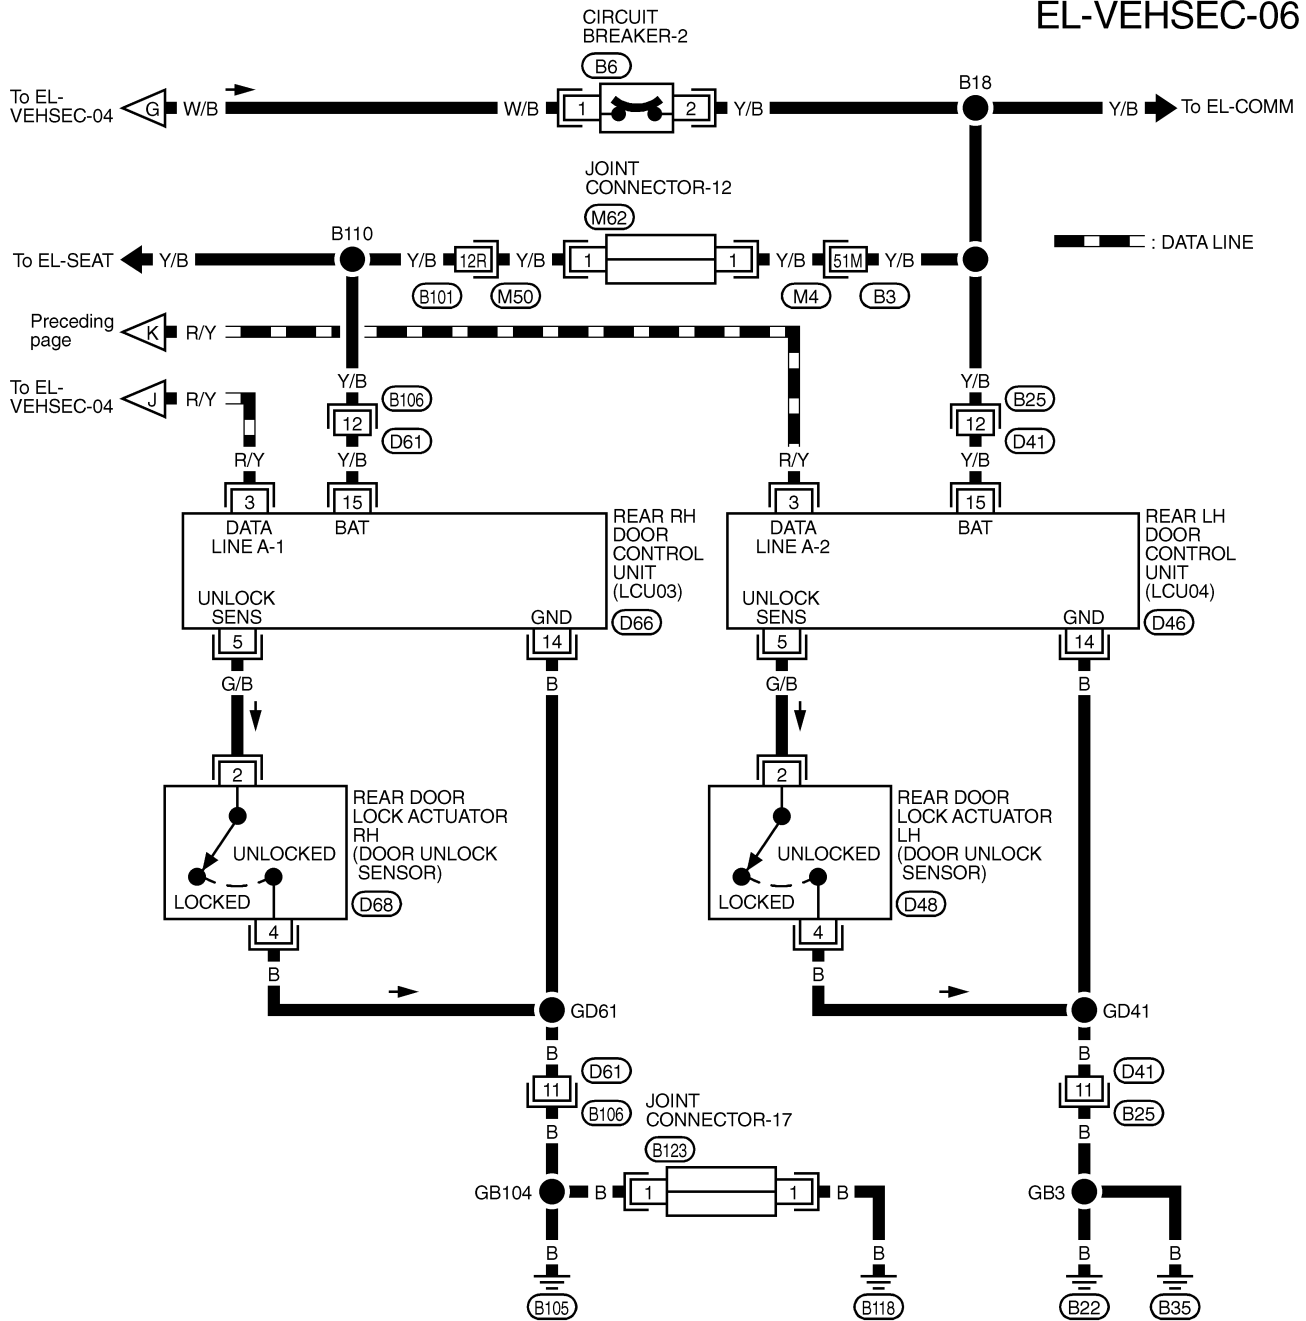 EL-VEHSEC-06
CIRCUIT
BREAKER-2
B6
To EL-
VEHSEC-04
G
W/B
W/B
1
2
Y/B
B18
Y/B
To EL-COMM
JOINT
CONNECTOR-12
M62
B110
To EL-SEAT
Y/B
Y/B
12R
Y/B
1
1
Y/B
51M
Y/B
: DATA LINE
B101
M50
M4
B3
Preceding
page
K
R/Y
To EL-
VEHSEC-04
J
R/Y
Y/B
B106
12
D61
Y/B
R/Y
Y/B
B25
12
D41
Y/B
R/Y
3
15
3
15
DATA
LINE A-1
BAT
REAR RH
DOOR
CONTROL
UNIT
(LCU03)
D66
DATA
LINE A-2
BAT
REAR LH
DOOR
CONTROL
UNIT
(LCU04)
D46
UNLOCK
SENS
GND
UNLOCK
SENS
GND
5
14
5
14
G/B
B
G/B
B
2
2
REAR DOOR
LOCK ACTUATOR
RH
(DOOR UNLOCK
SENSOR)
D68
UNLOCKED
LOCKED
REAR DOOR
LOCK ACTUATOR
LH
(DOOR UNLOCK
SENSOR)
D48
UNLOCKED
LOCKED
4
4
B
B
GD61
GD41
B
D61
11
B106
B
B
D41
11
B25
B
JOINT
CONNECTOR-17
B123
GB104
B
1
1
B
GB3
B
B
B
B
B105
B118
B22
B35